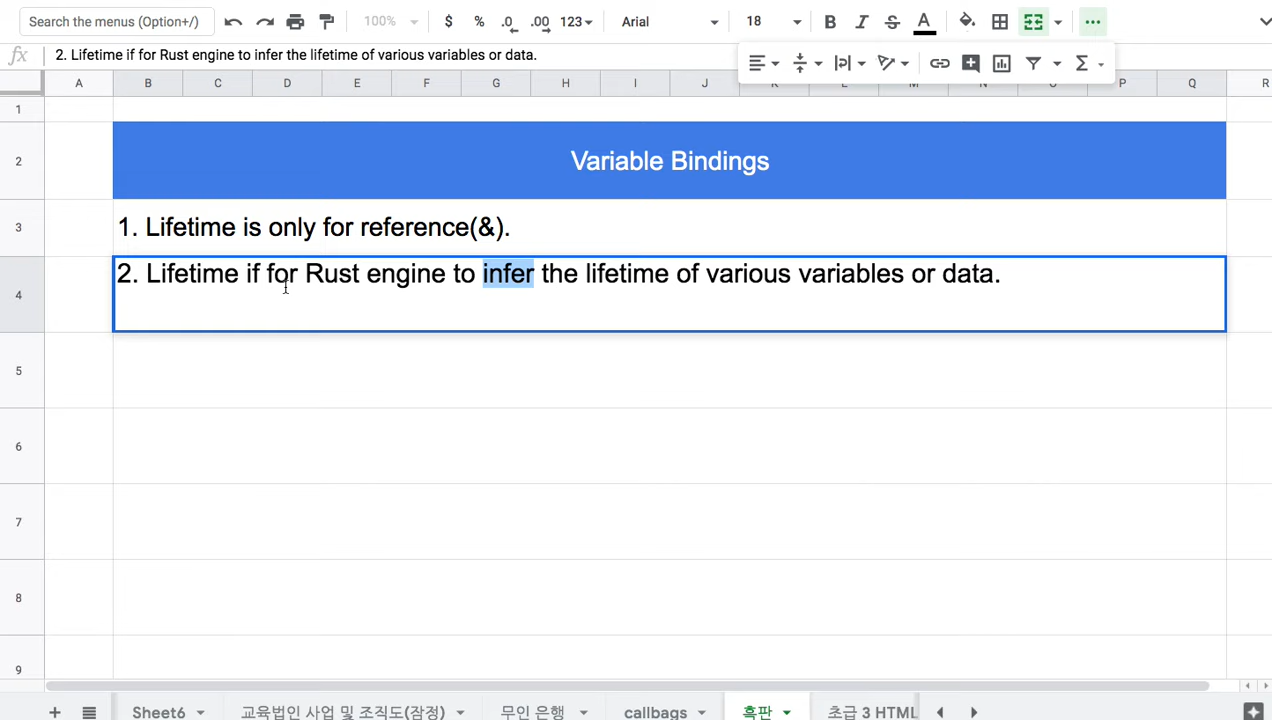 Search the menus (Option+/)
100%
$ % .0 .00 123
Arial
18
B I S A
fx 2. Lifetime if for Rust engine to infer the lifetime of various variables or data.
A B C D E F G H I J K L M N O P Q R
1
2 Variable Bindings
3 1. Lifetime is only for reference(&).
4 2. Lifetime if for Rust engine to infer the lifetime of various variables or data.
5
6
7
8
9
+ Sheet6 교육법인 사업 및 조직도(잠정) 무인 은행 callbags 흑판 초급 3 HTML